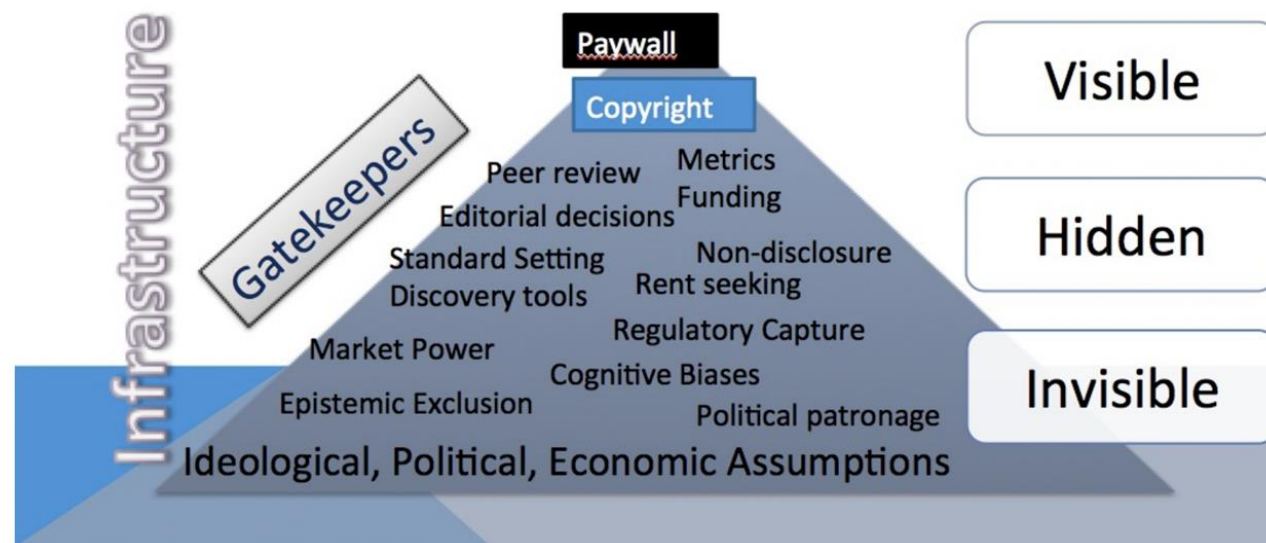 Infrastructure
Gatekeepers
Paywall
Copyright
Peer review
Metrics
Funding
Editorial decisions
Standard Setting
Non-disclosure
Discovery tools
Rent seeking
Regulatory Capture
Market Power
Cognitive Biases
Epistemic Exclusion
Political patronage
Ideological, Political, Economic Assumptions
Visible
Hidden
Invisible